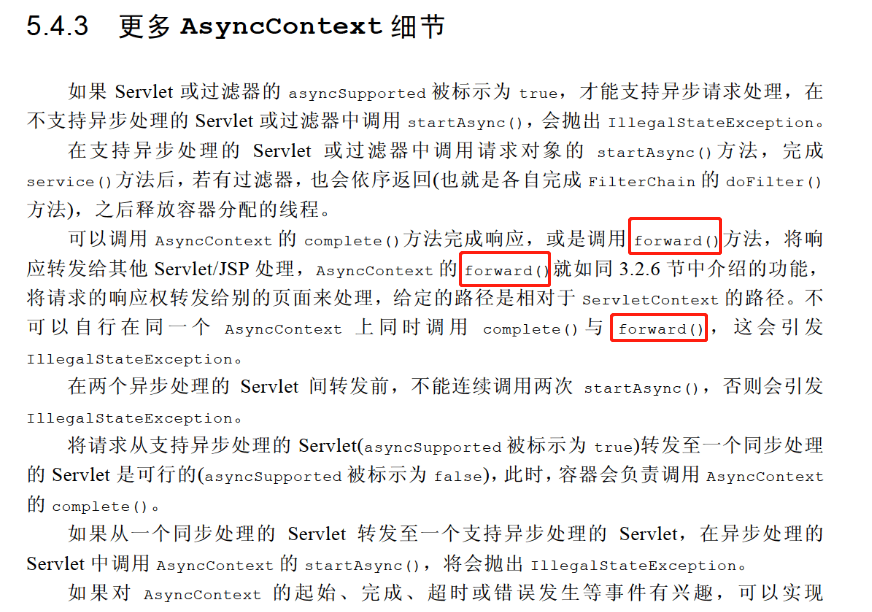 5.4.3 更多 AsyncContext 细节
如果 Servlet 或过滤器的 asyncSupported 被标示为 true，才能支持异步请求处理，在
不支持异步处理的 Servlet 或过滤器中调用 startAsync()，会抛出 IllegalStateException。
在支持异步处理的 Servlet 或过滤器中调用请求对象的 startAsync()方法，完成
service()方法后，若有过滤器，也会依序返回(也就是各自完成 FilterChain 的 doFilter()
方法)，之后释放容器分配的线程。
可以调用 AsyncContext 的 complete()方法完成响应，或是调用 forward()方法，将响
应转发给其他 Servlet/JSP 处理，AsyncContext 的 forward()就如同 3.2.6 节中介绍的功能，
将请求的响应权转发给别的页面来处理，给定的路径是相对于 ServletContext 的路径。不
可以自行在同一个 AsyncContext 上同时调用 complete()与 forward()，这会引发
IllegalStateException。
在两个异步处理的 Servlet 间转发前，不能连续调用两次 startAsync()，否则会引发
IllegalStateException。
将请求从支持异步处理的 Servlet(asyncSupported 被标示为 true)转发至一个同步处理
的 Servlet 是可行的(asyncSupported 被标示为 false)，此时，容器会负责调用 AsyncContext
的 complete()。
如果从一个同步处理的 Servlet 转发至一个支持异步处理的 Servlet，在异步处理的
Servlet 中调用 AsyncContext 的 startAsync()，将会抛出 IllegalStateException。
如果对 AsyncContext 的起始、完成、超时或错误发生等事件有兴趣，可以实现